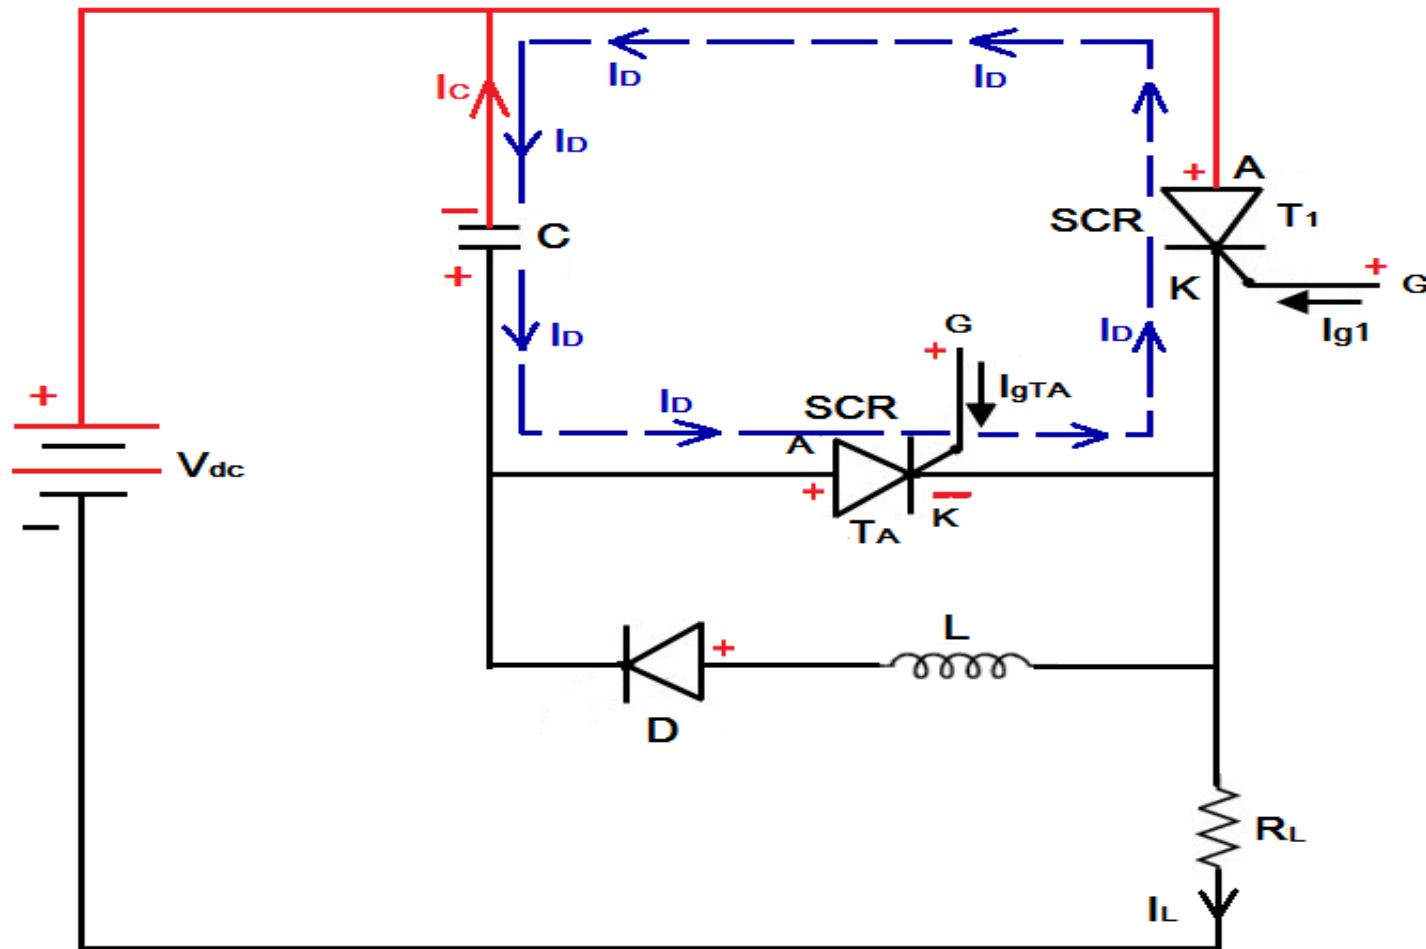 ID
ID
IC
ID
+
A
−
C
SCR
T1
+
K
+
G
Ig1
ID
G
+
ID
IgTA
+
ID
SCR
A
Vdc
+
−
K
−
TA
L
+
D
RL
IL